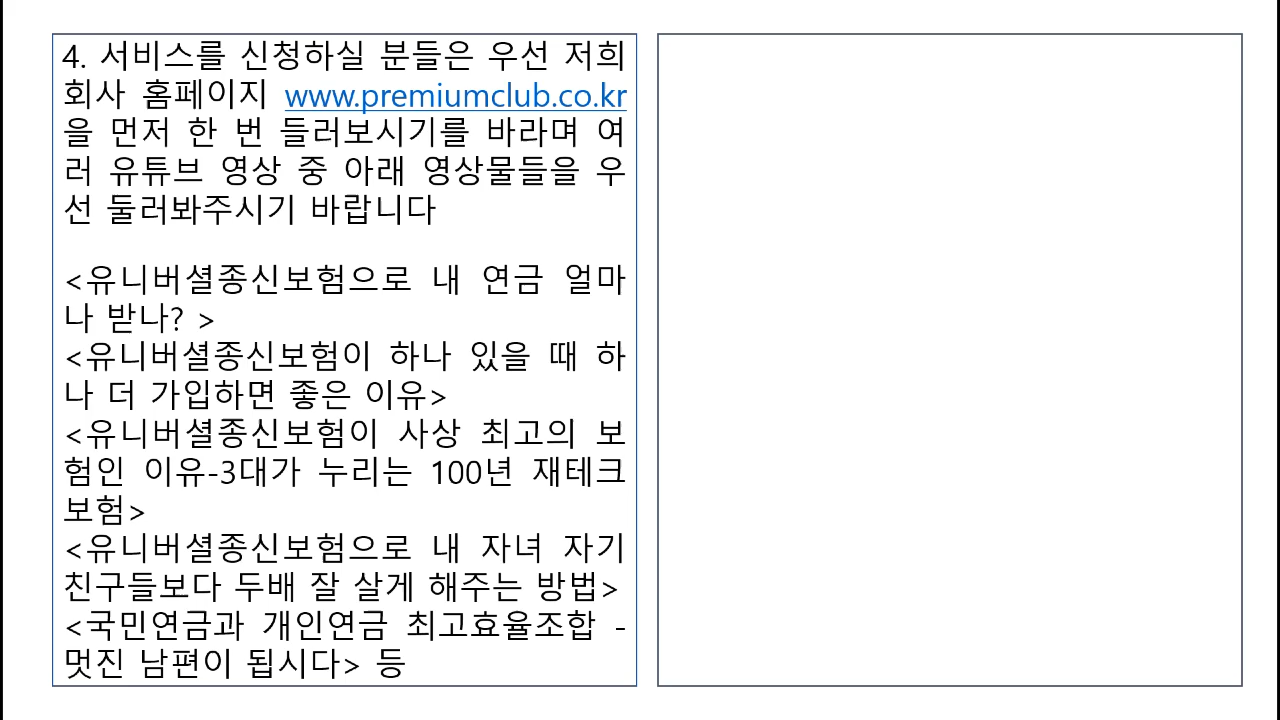 4. 서비스를 신청하실 분들은 우선 저희
회사 홈페이지 www.premiumclub.co.kr
을 먼저 한 번 들러보시기를 바라며 여
러 유튜브 영상 중 아래 영상물들을 우
선 둘러봐주시기 바랍니다
<유니버셜종신보험으로 내 연금 얼마
나 받나? >
<유니버셜종신보험이 하나 있을 때 하
나 더 가입하면 좋은 이유>
<유니버셜종신보험이 사상 최고의 보
험인 이유-3대가 누리는 100년 재테크
보험>
<유니버셜종신보험으로 내 자녀 자기
친구들보다 두배 잘 살게 해주는 방법>
<국민연금과 개인연금 최고효율조합 -
멋진 남편이 됩시다> 등